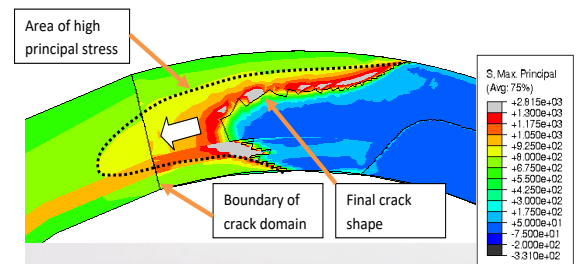 Area of high
principal stress
S, Max. Principal
(Avg: 75%)
+2.815e+03
+1.300e+03
+1.175e+03
+1.050e+03
+9.250e+02
+8.000e+02
+6.750e+02
+5.500e+02
+4.250e+02
+3.000e+02
+1.750e+02
+5.000e+01
-7.500e+01
-2.000e+02
-3.310e+02
Boundary of
crack domain
Final crack
shape